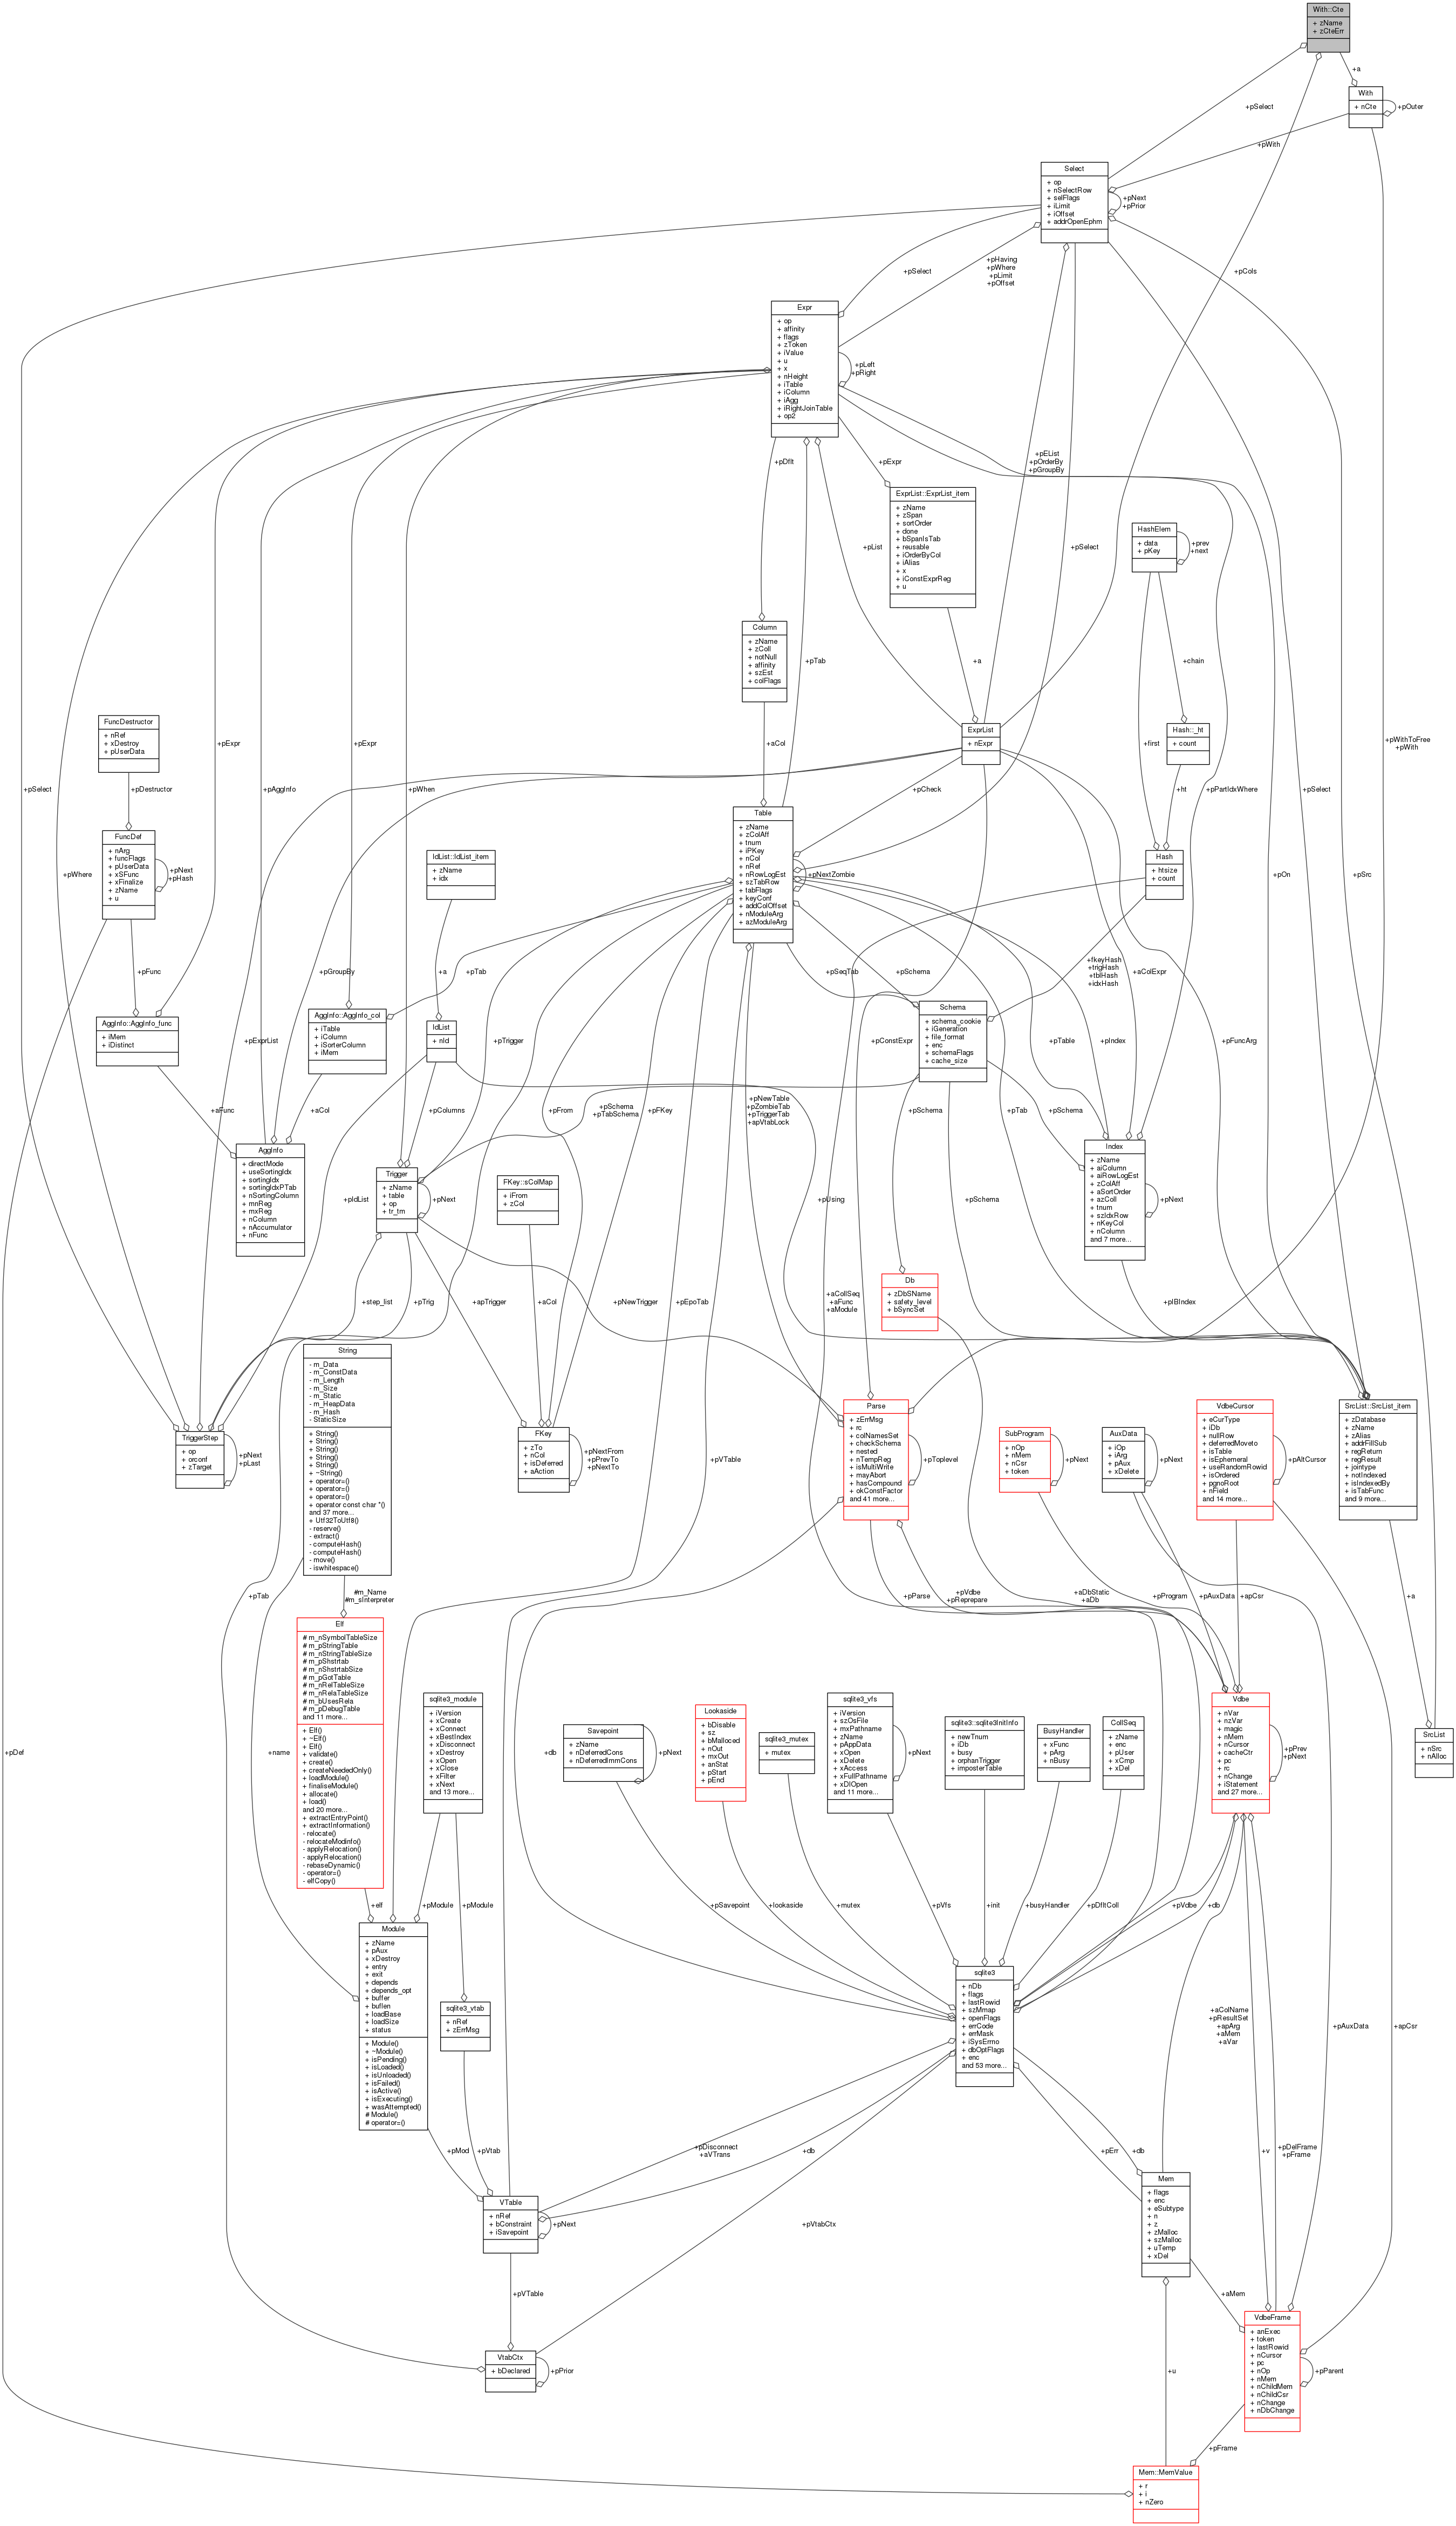 With::Cte
+ zName
+ zCteErr
+a
With
+ nCte
+pOuter
+pSelect
+pWith
Select
+ op
+ nSelectRow
+ selFlags
+ iLimit
+ iOffset
+ addrOpenEphm
+pNext
+pPrior
+pHaving
+pWhere
+pLimit
+pOffset
+pSelect
+pCols
Expr
+ op
+ affinity
+ flags
+ zToken
+ iValue
+ u
+ x
+ nHeight
+ iTable
+ iColumn
+ iAgg
+ iRightJoinTable
+ op2
+pLeft
+pRight
+pDflt
+pExpr
+pEList
+pOrderBy
+pGroupBy
ExprList::ExprList_item
+ zName
+ zSpan
+ sortOrder
+ done
+ bSpanIsTab
+ reusable
+ iOrderByCol
+ iAlias
+ x
+ iConstExprReg
+ u
HashElem
+ data
+ pKey
+prev
+next
+pList
+pSelect
Column
+ zName
+ zColl
+ notNull
+ affinity
+ szEst
+ colFlags
+pTab
+a
+chain
FuncDestructor
+ nRef
+ xDestroy
+ pUserData
+pExpr
+pExpr
+aCol
ExprList
+ nExpr
+first
Hash::_ht
+ count
+pWithToFree
+pWith
+pSelect
+pDestructor
+pAggInfo
+pWhen
+pCheck
+ht
+pPartIdxWhere
+pSelect
FuncDef
+ nArg
+ funcFlags
+ pUserData
+ xSFunc
+ xFinalize
+ zName
+ u
+pNext
+pHash
+pWhere
IdList::IdList_item
+ zName
+ idx
Table
+ zName
+ zColAff
+ tnum
+ iPKey
+ nCol
+ nRef
+ nRowLogEst
+ szTabRow
+ tabFlags
+ keyConf
+ addColOffset
+ nModuleArg
+ azModuleArg
+pNextZombie
Hash
+ htsize
+ count
+pOn
+pSrc
+pFunc
+pGroupBy
+a
+pTab
+pSeqTab
+pSchema
+fkeyHash
+trigHash
+tblHash
+idxHash
+aColExpr
AggInfo::AggInfo_func
+ iMem
+ iDistinct
AggInfo::AggInfo_col
+ iTable
+ iColumn
+ iSorterColumn
+ iMem
IdList
+ nId
Schema
+ schema_cookie
+ iGeneration
+ file_format
+ enc
+ schemaFlags
+ cache_size
+pExprList
+pTrigger
+pConstExpr
+pTable
+pIndex
+pFuncArg
+aFunc
+aCol
+pColumns
+pFrom
+pSchema
+pTabSchema
+pFKey
+pNewTable
+pZombieTab
+pTriggerTab
+apVtabLock
+pSchema
+pTab
+pSchema
AggInfo
+ directMode
+ useSortingIdx
+ sortingIdx
+ sortingIdxPTab
+ nSortingColumn
+ mnReg
+ mxReg
+ nColumn
+ nAccumulator
+ nFunc
Trigger
+ zName
+ table
+ op
+ tr_tm
+pNext
+pIdList
FKey::sColMap
+ iFrom
+ zCol
+pUsing
+pSchema
Index
+ zName
+ aiColumn
+ aiRowLogEst
+ zColAff
+ aSortOrder
+ azColl
+ tnum
+ szIdxRow
+ nKeyCol
+ nColumn
and 7 more...
+pNext
+step_list
+pTrig
+apTrigger
+aCol
+pNewTrigger
+pEpoTab
+aCollSeq
+aFunc
+aModule
Db
+ zDbSName
+ safety_level
+ bSyncSet
+pIBIndex
String
- m_Data
- m_ConstData
- m_Length
- m_Size
- m_Static
- m_HeapData
- m_Hash
- StaticSize
+ String()
+ String()
+ String()
+ String()
+ String()
+ ~String()
+ operator=()
+ operator=()
+ operator=()
+ operator const char *()
and 37 more...
+ Utf32ToUtf8()
- reserve()
- extract()
- computeHash()
- computeHash()
- move()
- iswhitespace()
TriggerStep
+ op
+ orconf
+ zTarget
+pNext
+pLast
FKey
+ zTo
+ nCol
+ isDeferred
+ aAction
+pNextFrom
+pPrevTo
+pNextTo
+pVTable
Parse
+ zErrMsg
+ rc
+ colNamesSet
+ checkSchema
+ nested
+ nTempReg
+ isMultiWrite
+ mayAbort
+ hasCompound
+ okConstFactor
and 41 more...
+pToplevel
SubProgram
+ nOp
+ nMem
+ nCsr
+ token
+pNext
AuxData
+ iOp
+ iArg
+ pAux
+ xDelete
+pNext
VdbeCursor
+ eCurType
+ iDb
+ nullRow
+ deferredMoveto
+ isTable
+ isEphemeral
+ useRandomRowid
+ isOrdered
+ pgnoRoot
+ nField
and 14 more...
+pAltCursor
SrcList::SrcList_item
+ zDatabase
+ zName
+ zAlias
+ addrFillSub
+ regReturn
+ regResult
+ jointype
+ notIndexed
+ isIndexedBy
+ isTabFunc
and 9 more...
+pTab
#m_Name
#m_sInterpreter
+pParse
+pVdbe
+pReprepare
+aDbStatic
+aDb
+pProgram
+pAuxData
+apCsr
+a
Elf
# m_nSymbolTableSize
# m_pStringTable
# m_nStringTableSize
# m_pShstrtab
# m_nShstrtabSize
# m_pGotTable
# m_nRelTableSize
# m_nRelaTableSize
# m_bUsesRela
# m_pDebugTable
and 11 more...
+ Elf()
+ ~Elf()
+ Elf()
+ validate()
+ create()
+ createNeededOnly()
+ loadModule()
+ finaliseModule()
+ allocate()
+ load()
and 20 more...
+ extractEntryPoint()
+ extractInformation()
- relocate()
- relocateModinfo()
- applyRelocation()
- applyRelocation()
- rebaseDynamic()
- operator=()
- elfCopy()
+pDef
+name
sqlite3_module
+ iVersion
+ xCreate
+ xConnect
+ xBestIndex
+ xDisconnect
+ xDestroy
+ xOpen
+ xClose
+ xFilter
+ xNext
and 13 more...
+db
Savepoint
+ zName
+ nDeferredCons
+ nDeferredImmCons
+pNext
Lookaside
+ bDisable
+ sz
+ bMalloced
+ nOut
+ mxOut
+ anStat
+ pStart
+ pEnd
sqlite3_mutex
+ mutex
sqlite3_vfs
+ iVersion
+ szOsFile
+ mxPathname
+ zName
+ pAppData
+ xOpen
+ xDelete
+ xAccess
+ xFullPathname
+ xDlOpen
and 11 more...
+pNext
sqlite3::sqlite3InitInfo
+ newTnum
+ iDb
+ busy
+ orphanTrigger
+ imposterTable
BusyHandler
+ xFunc
+ pArg
+ nBusy
CollSeq
+ zName
+ enc
+ pUser
+ xCmp
+ xDel
Vdbe
+ nVar
+ nzVar
+ magic
+ nMem
+ nCursor
+ cacheCtr
+ pc
+ rc
+ nChange
+ iStatement
and 27 more...
+pPrev
+pNext
SrcList
+ nSrc
+ nAlloc
+elf
+pModule
+pModule
+pSavepoint
+lookaside
+mutex
+pVfs
+init
+busyHandler
+pDfltColl
+pVdbe
+db
Module
+ zName
+ pAux
+ xDestroy
+ entry
+ exit
+ depends
+ depends_opt
+ buffer
+ buflen
+ loadBase
+ loadSize
+ status
+ Module()
+ ~Module()
+ isPending()
+ isLoaded()
+ isUnloaded()
+ isFailed()
+ isActive()
+ isExecuting()
+ wasAttempted()
# Module()
# operator=()
sqlite3_vtab
+ nRef
+ zErrMsg
sqlite3
+ nDb
+ flags
+ lastRowid
+ szMmap
+ openFlags
+ errCode
+ errMask
+ iSysErrno
+ dbOptFlags
+ enc
and 53 more...
+aColName
+pResultSet
+apArg
+aMem
+aVar
+pAuxData
+apCsr
+pMod
+pVtab
+pDisconnect
+aVTrans
+db
+pErr
+db
+v
+pDelFrame
+pFrame
VTable
+ nRef
+ bConstraint
+ iSavepoint
+pNext
+pVtabCtx
Mem
+ flags
+ enc
+ eSubtype
+ n
+ z
+ zMalloc
+ szMalloc
+ uTemp
+ xDel
+pVTable
+aMem
VdbeFrame
+ anExec
+ token
+ lastRowid
+ nCursor
+ pc
+ nOp
+ nMem
+ nChildMem
+ nChildCsr
+ nChange
+ nDbChange
+pParent
VtabCtx
+ bDeclared
+pPrior
+u
+pFrame
Mem::MemValue
+ r
+ i
+ nZero